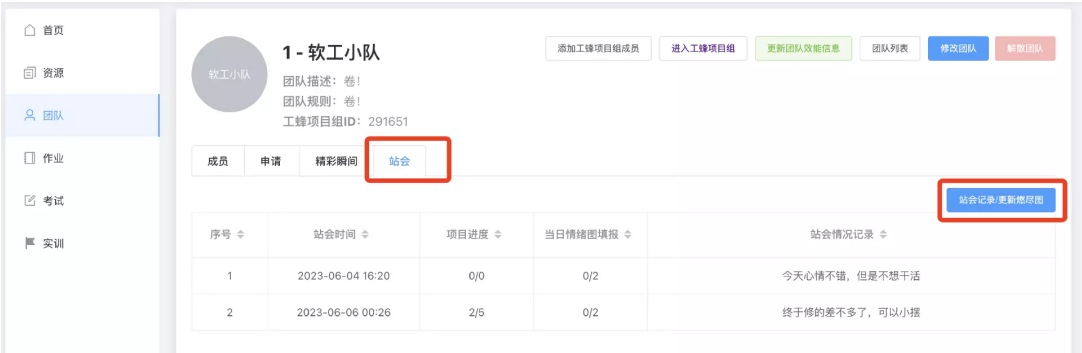 首页
资源
团队
作业
考试
实训
软工小队
1 - 软工小队
团队描述：卷！
团队规则：卷！
工蜂项目组ID：291651
添加工蜂项目组成员 进入工蜂项目组 更新团队效能信息 团队列表 修改团队 解散团队
成员 申请 精彩瞬间 站会
站会记录/更新燃尽图
序号 站会时间 项目进度 当日情绪图填报 站会情况记录
1 2023-06-04 16:20 0/0 0/2 今天心情不错，但是不想干活
2 2023-06-06 00:26 2/5 0/2 终于修的差不多了，可以小摆